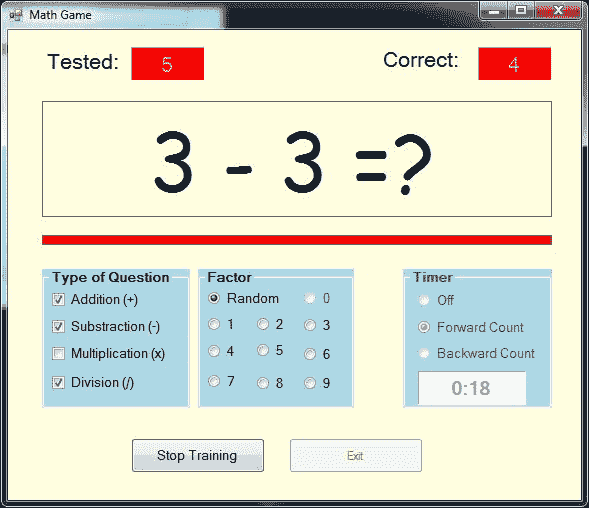 Math Game
Tested: 5 Correct: 4
3 - 3 =?
Type of Question
Addition (+)
Substraction (-)
Multiplication (x)
Division (/)
Factor
Random 0
1 2 3
4 5 6
7 8 9
Timer
Off
Forward Count
Backward Count
0:18
Stop Training Exit